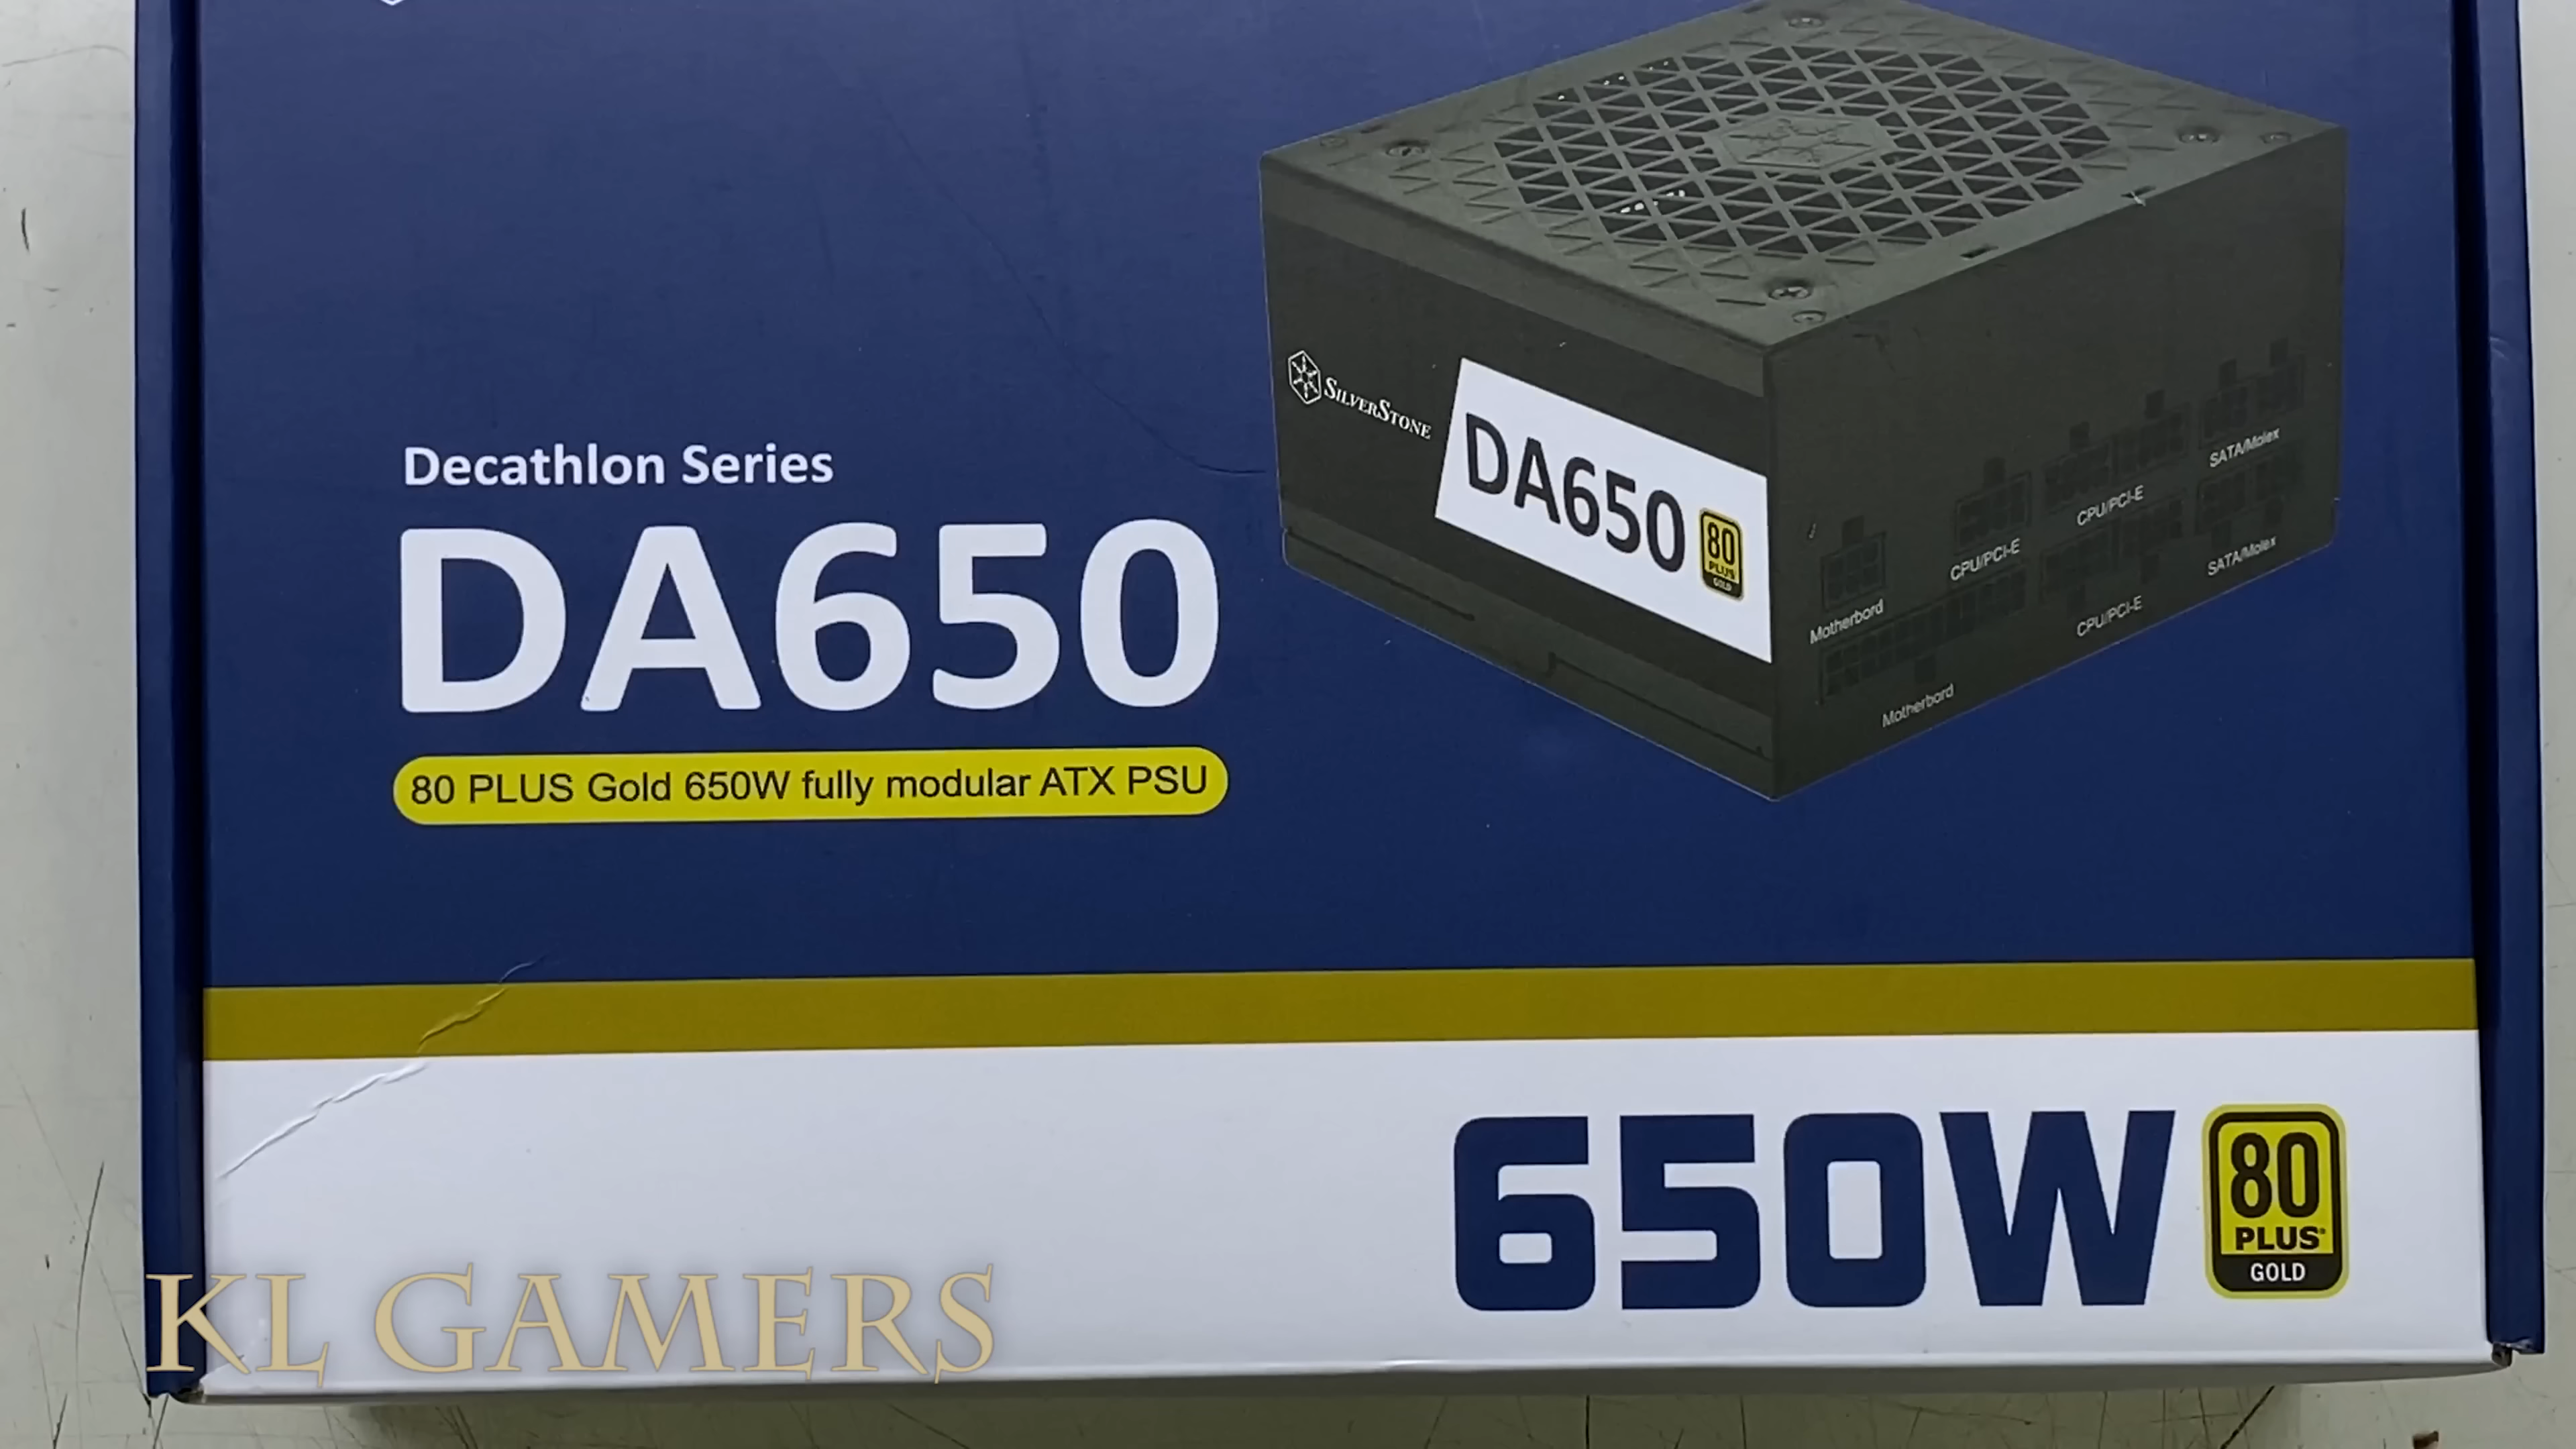 Decathlon Series
DA650
80 PLUS Gold 650W fully modular ATX PSU
SILVERSTONE
DA650
80
PLUS
GOLD
SATA/Molex
CPU/PCI-E
CPU/PCI-E
Motherbord
SATA/Molex
CPU/PCI-E
Motherbord
650W
80
PLUS
GOLD
KL GAMERS